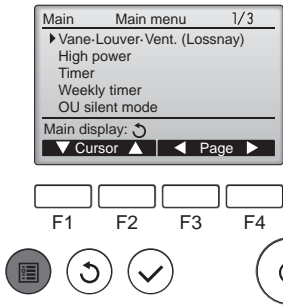 Main Main menu 1/3
▶Vane·Louver·Vent. (Lossnay)
High power
Timer
Weekly timer
OU silent mode
Main display: ↺
▼ Cursor ▲ ◀ Page ▶
F1 F2 F3 F4